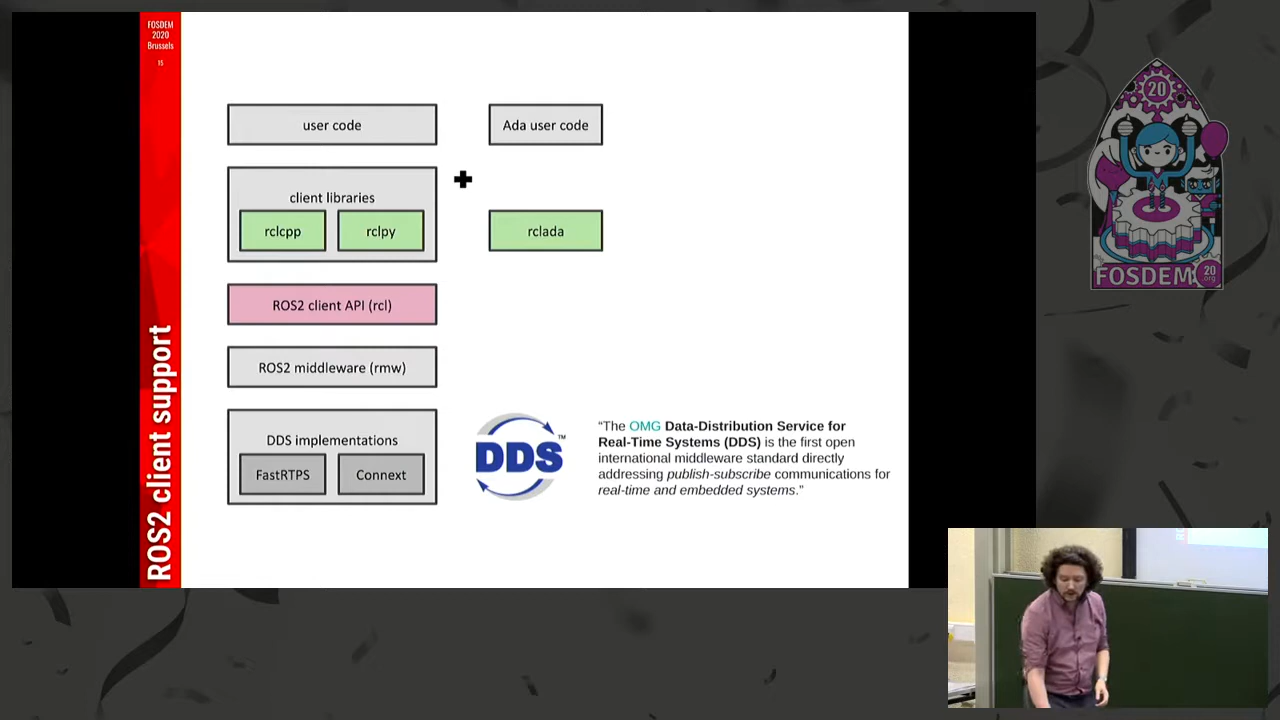 FOSDEM
2020
Brussels
15
ROS2 client support
user code
Ada user code
client libraries
rclcpp
rclpy
rclada
ROS2 client API (rcl)
ROS2 middleware (rmw)
DDS implementations
FastRTPS
Connext
DDS™
“The OMG Data-Distribution Service for
Real-Time Systems (DDS) is the first open
international middleware standard directly
addressing publish-subscribe communications for
real-time and embedded systems.”
20
FOSDEM
20
.org